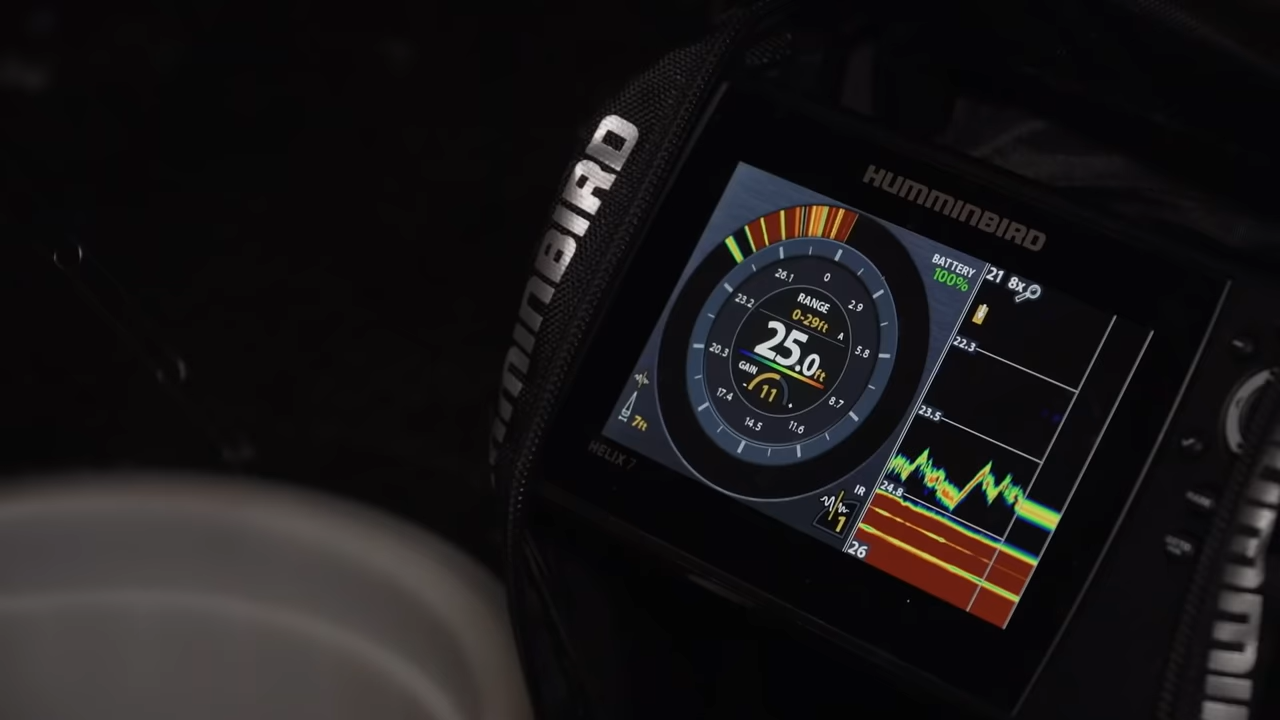 HUMMINBIRD
HUMMINBIRD
BATTERY
100%
21 8x
RANGE
0-29ft
A
25.0ft
GAIN
- 11 +
0
2.9
5.8
8.7
11.6
14.5
17.4
20.3
23.2
26.1
7ft
IR
1
22.3
23.5
24.8
26
HELIX 7